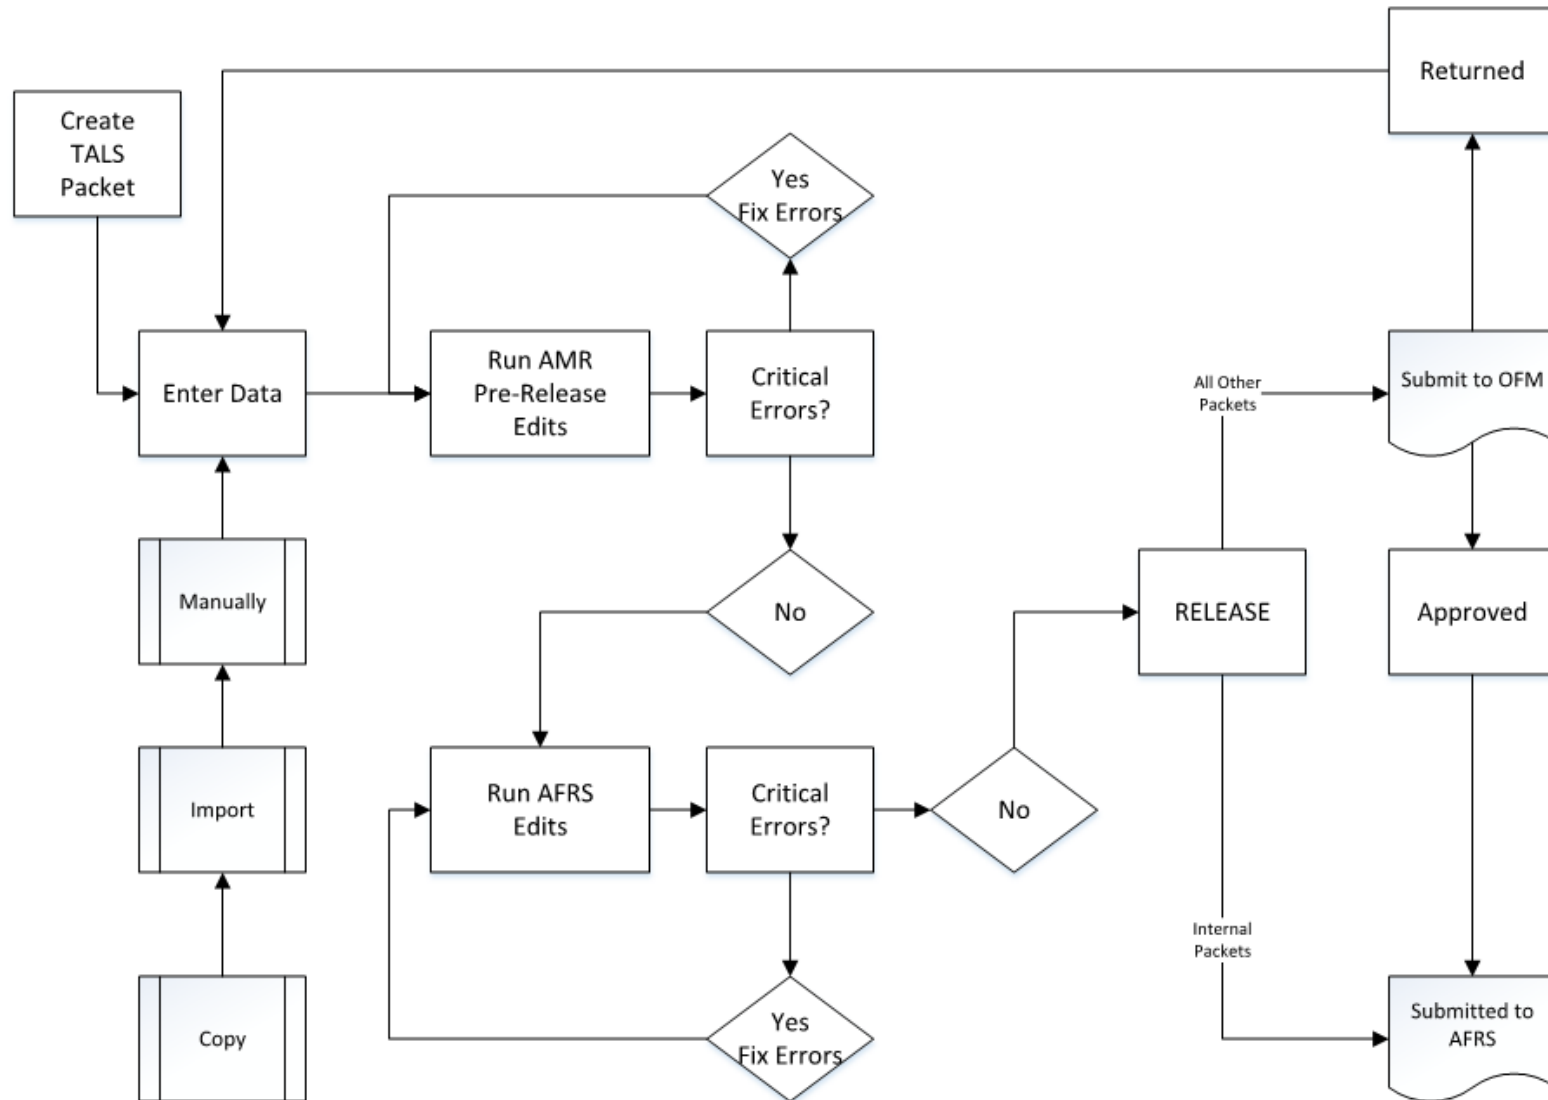 Returned
Create
TALS
Packet
Yes
Fix Errors
Enter Data
Run AMR
Pre-Release
Edits
Critical
Errors?
All Other
Packets
Submit to OFM
Manually
No
RELEASE
Approved
Import
Run AFRS
Edits
Critical
Errors?
No
Internal
Packets
Copy
Yes
Fix Errors
Submitted to
AFRS